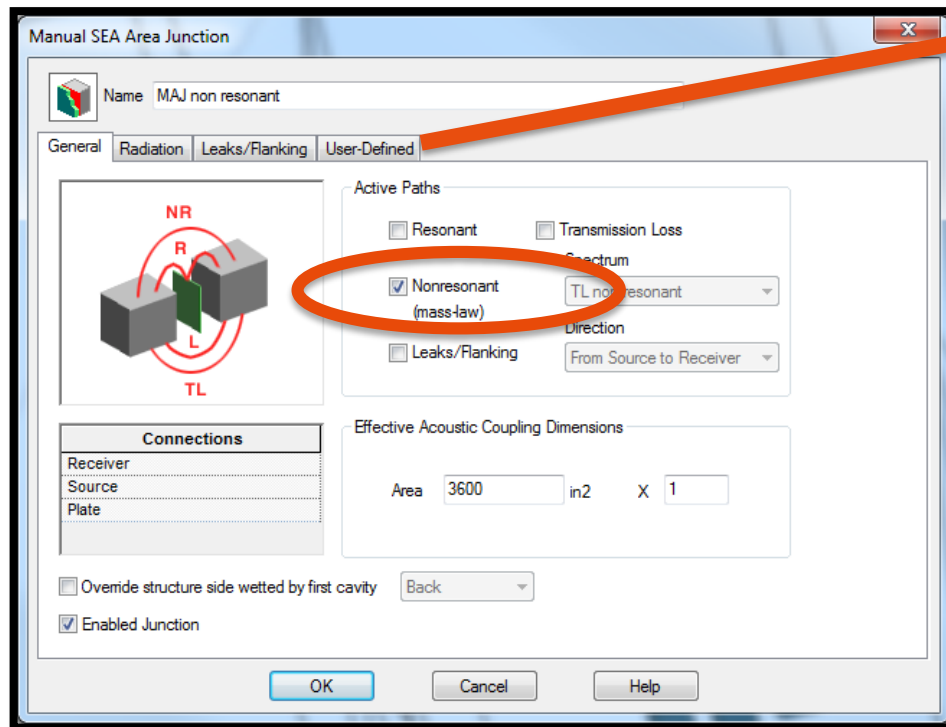 Manual SEA Area Junction
X
Name MAJ non resonant
General Radiation Leaks/Flanking User-Defined
NR
R
L
TL
Active Paths
Resonant
Transmission Loss
Spectrum
Nonresonant
(mass-law)
TL nonresonant
Direction
Leaks/Flanking
From Source to Receiver
Connections
Receiver
Source
Plate
Effective Acoustic Coupling Dimensions
Area 3600 in2 X 1
Override structure side wetted by first cavity Back
Enabled Junction
OK Cancel Help